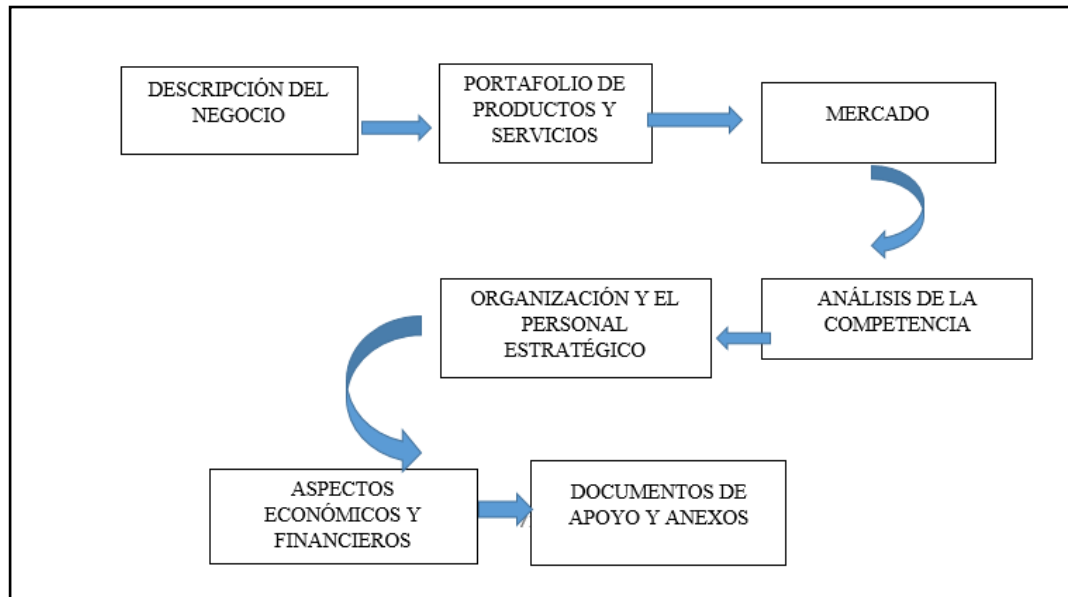 DESCRIPCIÓN DEL
NEGOCIO
PORTAFOLIO DE
PRODUCTOS Y
SERVICIOS
MERCADO
ANÁLISIS DE LA
COMPETENCIA
ORGANIZACIÓN Y EL
PERSONAL
ESTRATÉGICO
ASPECTOS
ECONÓMICOS Y
FINANCIEROS
DOCUMENTOS DE
APOYO Y ANEXOS